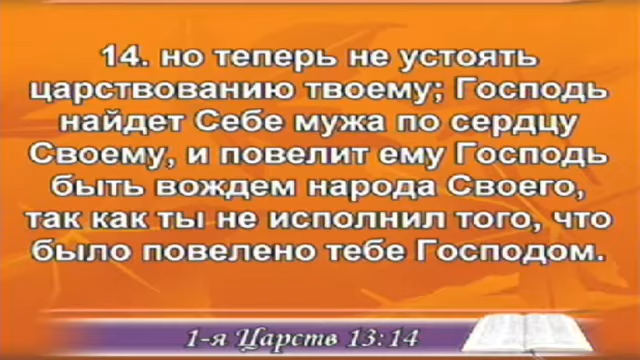 14. но теперь не устоять
царствованию твоему; Господь
найдет Себе мужа по сердцу
Своему, и повелит ему Господь
быть вождем народа Своего,
так как ты не исполнил того, что
было повелено тебе Господом.
1-я Царств 13:14